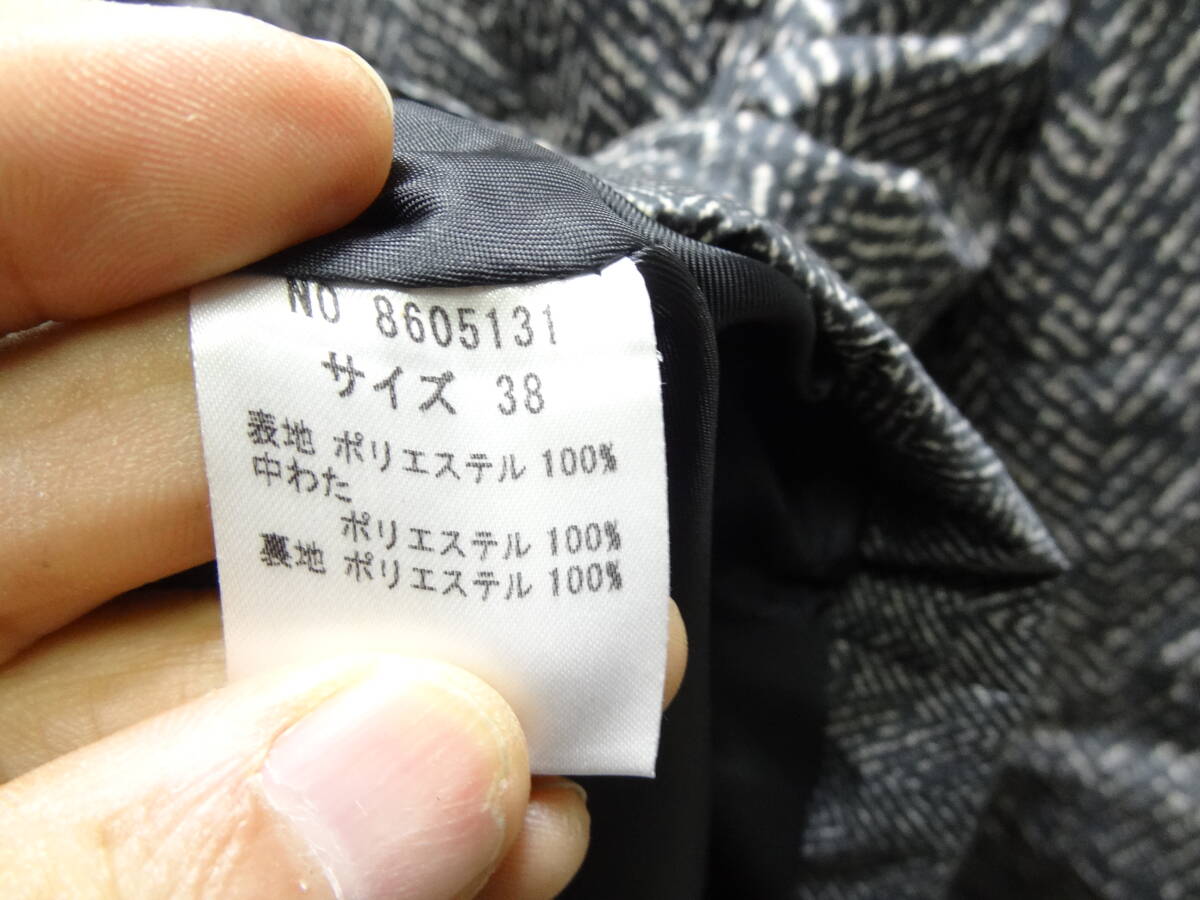 NO 8605131
サイズ 38
表地 ポリエステル 100%
中わた
ポリエステル 100%
裏地 ポリエステル 100%